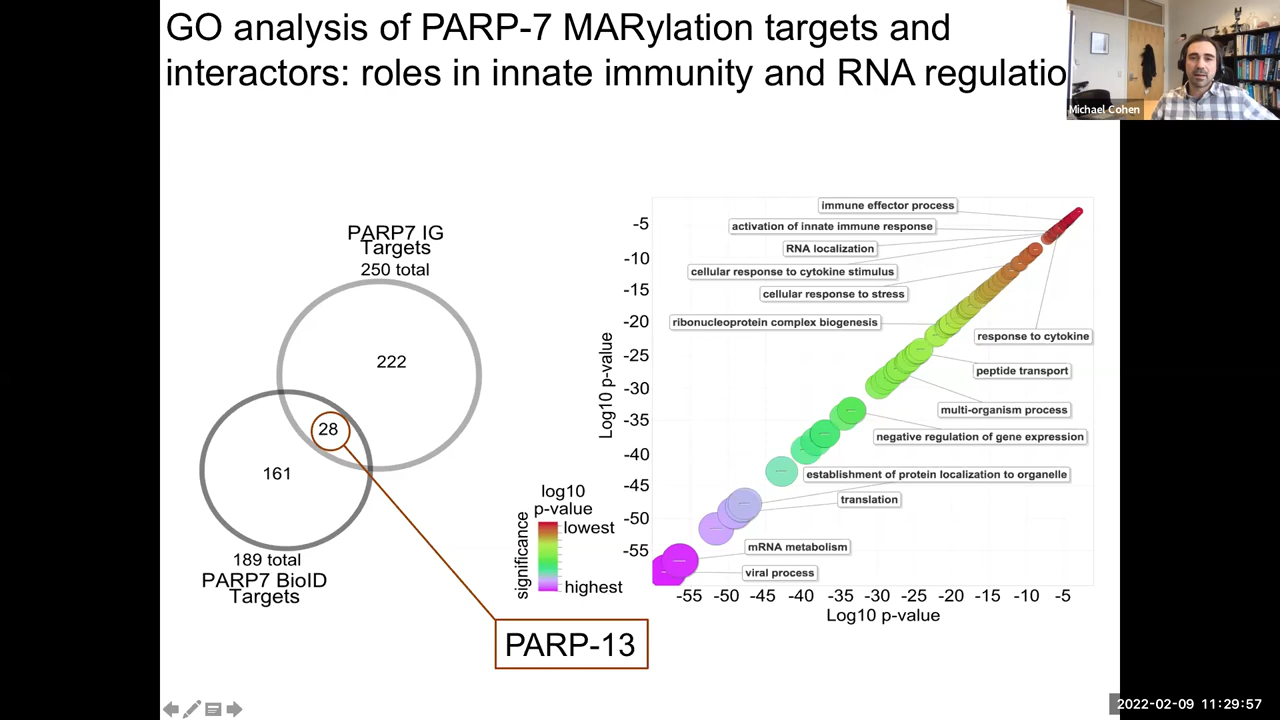 GO analysis of PARP-7 MARylation targets and
interactors: roles in innate immunity and RNA regulatio
Michael Cohen
PARP7 IG
Targets
250 total
222
28
161
189 total
PARP7 BioID
Targets
PARP-13
log10
p-value
significance
lowest
highest
Log10 p-value
-5
-10
-15
-20
-25
-30
-35
-40
-45
-50
-55
immune effector process
activation of innate immune response
RNA localization
cellular response to cytokine stimulus
cellular response to stress
ribonucleoprotein complex biogenesis
response to cytokine
peptide transport
multi-organism process
negative regulation of gene expression
establishment of protein localization to organelle
translation
mRNA metabolism
viral process
-55 -50 -45 -40 -35 -30 -25 -20 -15 -10 -5
Log10 p-value
2022-02-09 11:29:57